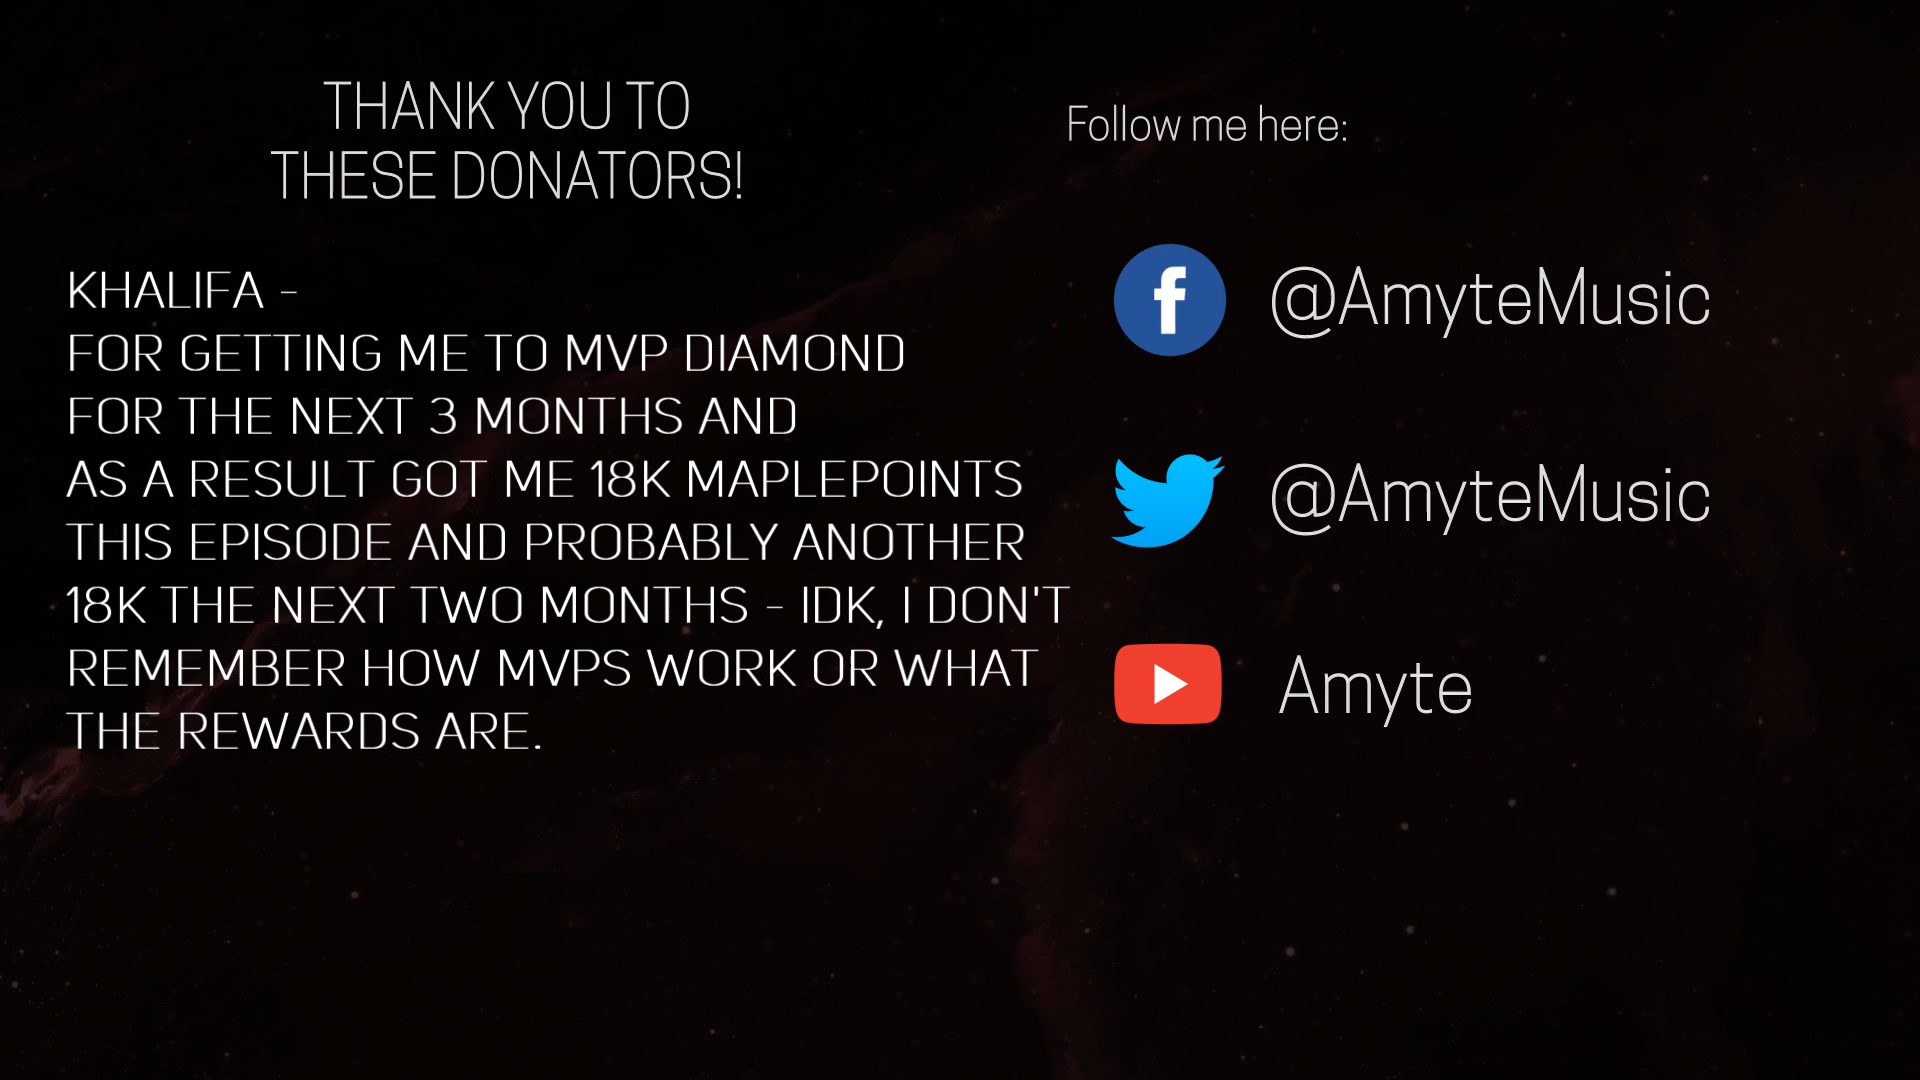 THANK YOU TO
THESE DONATORS!
KHALIFA -
FOR GETTING ME TO MVP DIAMOND
FOR THE NEXT 3 MONTHS AND
AS A RESULT GOT ME 18K MAPLEPOINTS
THIS EPISODE AND PROBABLY ANOTHER
18K THE NEXT TWO MONTHS - IDK, I DON'T
REMEMBER HOW MVPS WORK OR WHAT
THE REWARDS ARE.
Follow me here:
@AmyteMusic
@AmyteMusic
Amyte